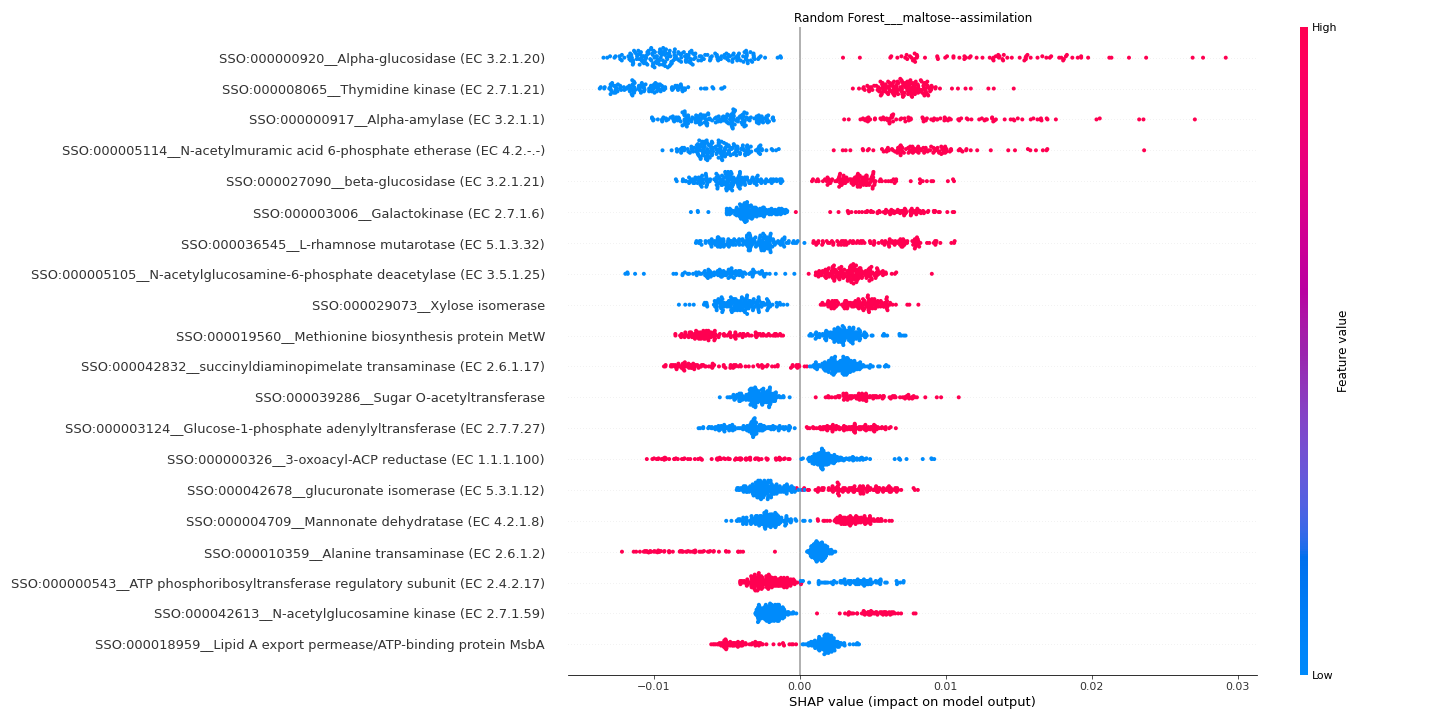 Random Forest___maltose--assimilation
High
SSO:000000920__Alpha-glucosidase (EC 3.2.1.20)
SSO:000008065__Thymidine kinase (EC 2.7.1.21)
SSO:000000917__Alpha-amylase (EC 3.2.1.1)
SSO:000005114__N-acetylmuramic acid 6-phosphate etherase (EC 4.2.-.-)
SSO:000027090__beta-glucosidase (EC 3.2.1.21)
SSO:000003006__Galactokinase (EC 2.7.1.6)
SSO:000036545__L-rhamnose mutarotase (EC 5.1.3.32)
SSO:000005105__N-acetylglucosamine-6-phosphate deacetylase (EC 3.5.1.25)
SSO:000029073__Xylose isomerase
SSO:000019560__Methionine biosynthesis protein MetW
SSO:000042832__succinyldiaminopimelate transaminase (EC 2.6.1.17)
SSO:000039286__Sugar O-acetyltransferase
SSO:000003124__Glucose-1-phosphate adenylyltransferase (EC 2.7.7.27)
SSO:000000326__3-oxoacyl-ACP reductase (EC 1.1.1.100)
SSO:000042678__glucuronate isomerase (EC 5.3.1.12)
SSO:000004709__Mannonate dehydratase (EC 4.2.1.8)
SSO:000010359__Alanine transaminase (EC 2.6.1.2)
SSO:000000543__ATP phosphoribosyltransferase regulatory subunit (EC 2.4.2.17)
SSO:000042613__N-acetylglucosamine kinase (EC 2.7.1.59)
SSO:000018959__Lipid A export permease/ATP-binding protein MsbA
Feature value
Low
−0.01 0.00 0.01 0.02 0.03
SHAP value (impact on model output)